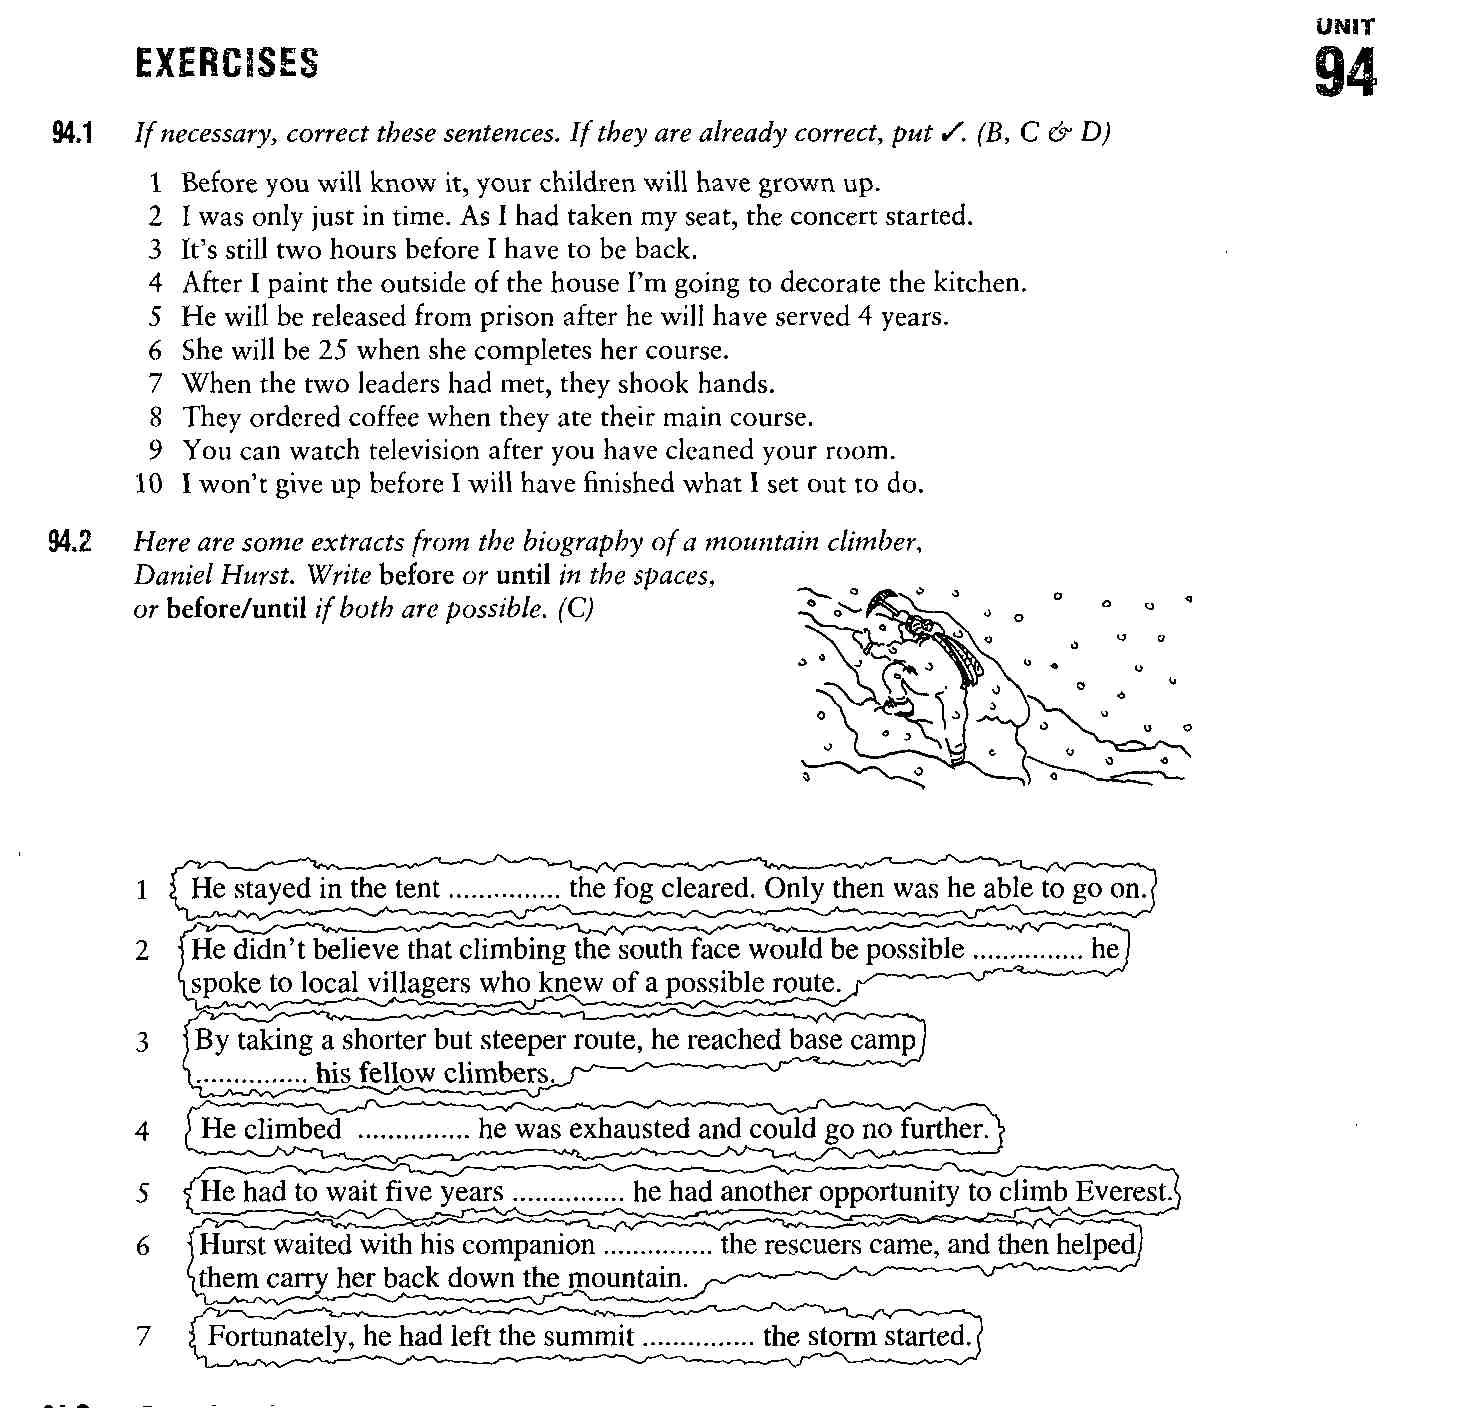 UNIT
94
EXERCISES
94.1 If necessary, correct these sentences. If they are already correct, put ✓. (B, C & D)
1 Before you will know it, your children will have grown up.
2 I was only just in time. As I had taken my seat, the concert started.
3 It's still two hours before I have to be back.
4 After I paint the outside of the house I'm going to decorate the kitchen.
5 He will be released from prison after he will have served 4 years.
6 She will be 25 when she completes her course.
7 When the two leaders had met, they shook hands.
8 They ordered coffee when they ate their main course.
9 You can watch television after you have cleaned your room.
10 I won't give up before I will have finished what I set out to do.
94.2 Here are some extracts from the biography of a mountain climber,
Daniel Hurst. Write before or until in the spaces,
or before/until if both are possible. (C)
1 He stayed in the tent ............... the fog cleared. Only then was he able to go on.
2 He didn't believe that climbing the south face would be possible ............... he
spoke to local villagers who knew of a possible route.
3 By taking a shorter but steeper route, he reached base camp
............... his fellow climbers.
4 He climbed ............... he was exhausted and could go no further.
5 He had to wait five years ............... he had another opportunity to climb Everest.
6 Hurst waited with his companion ............... the rescuers came, and then helped
them carry her back down the mountain.
7 Fortunately, he had left the summit ............... the storm started.